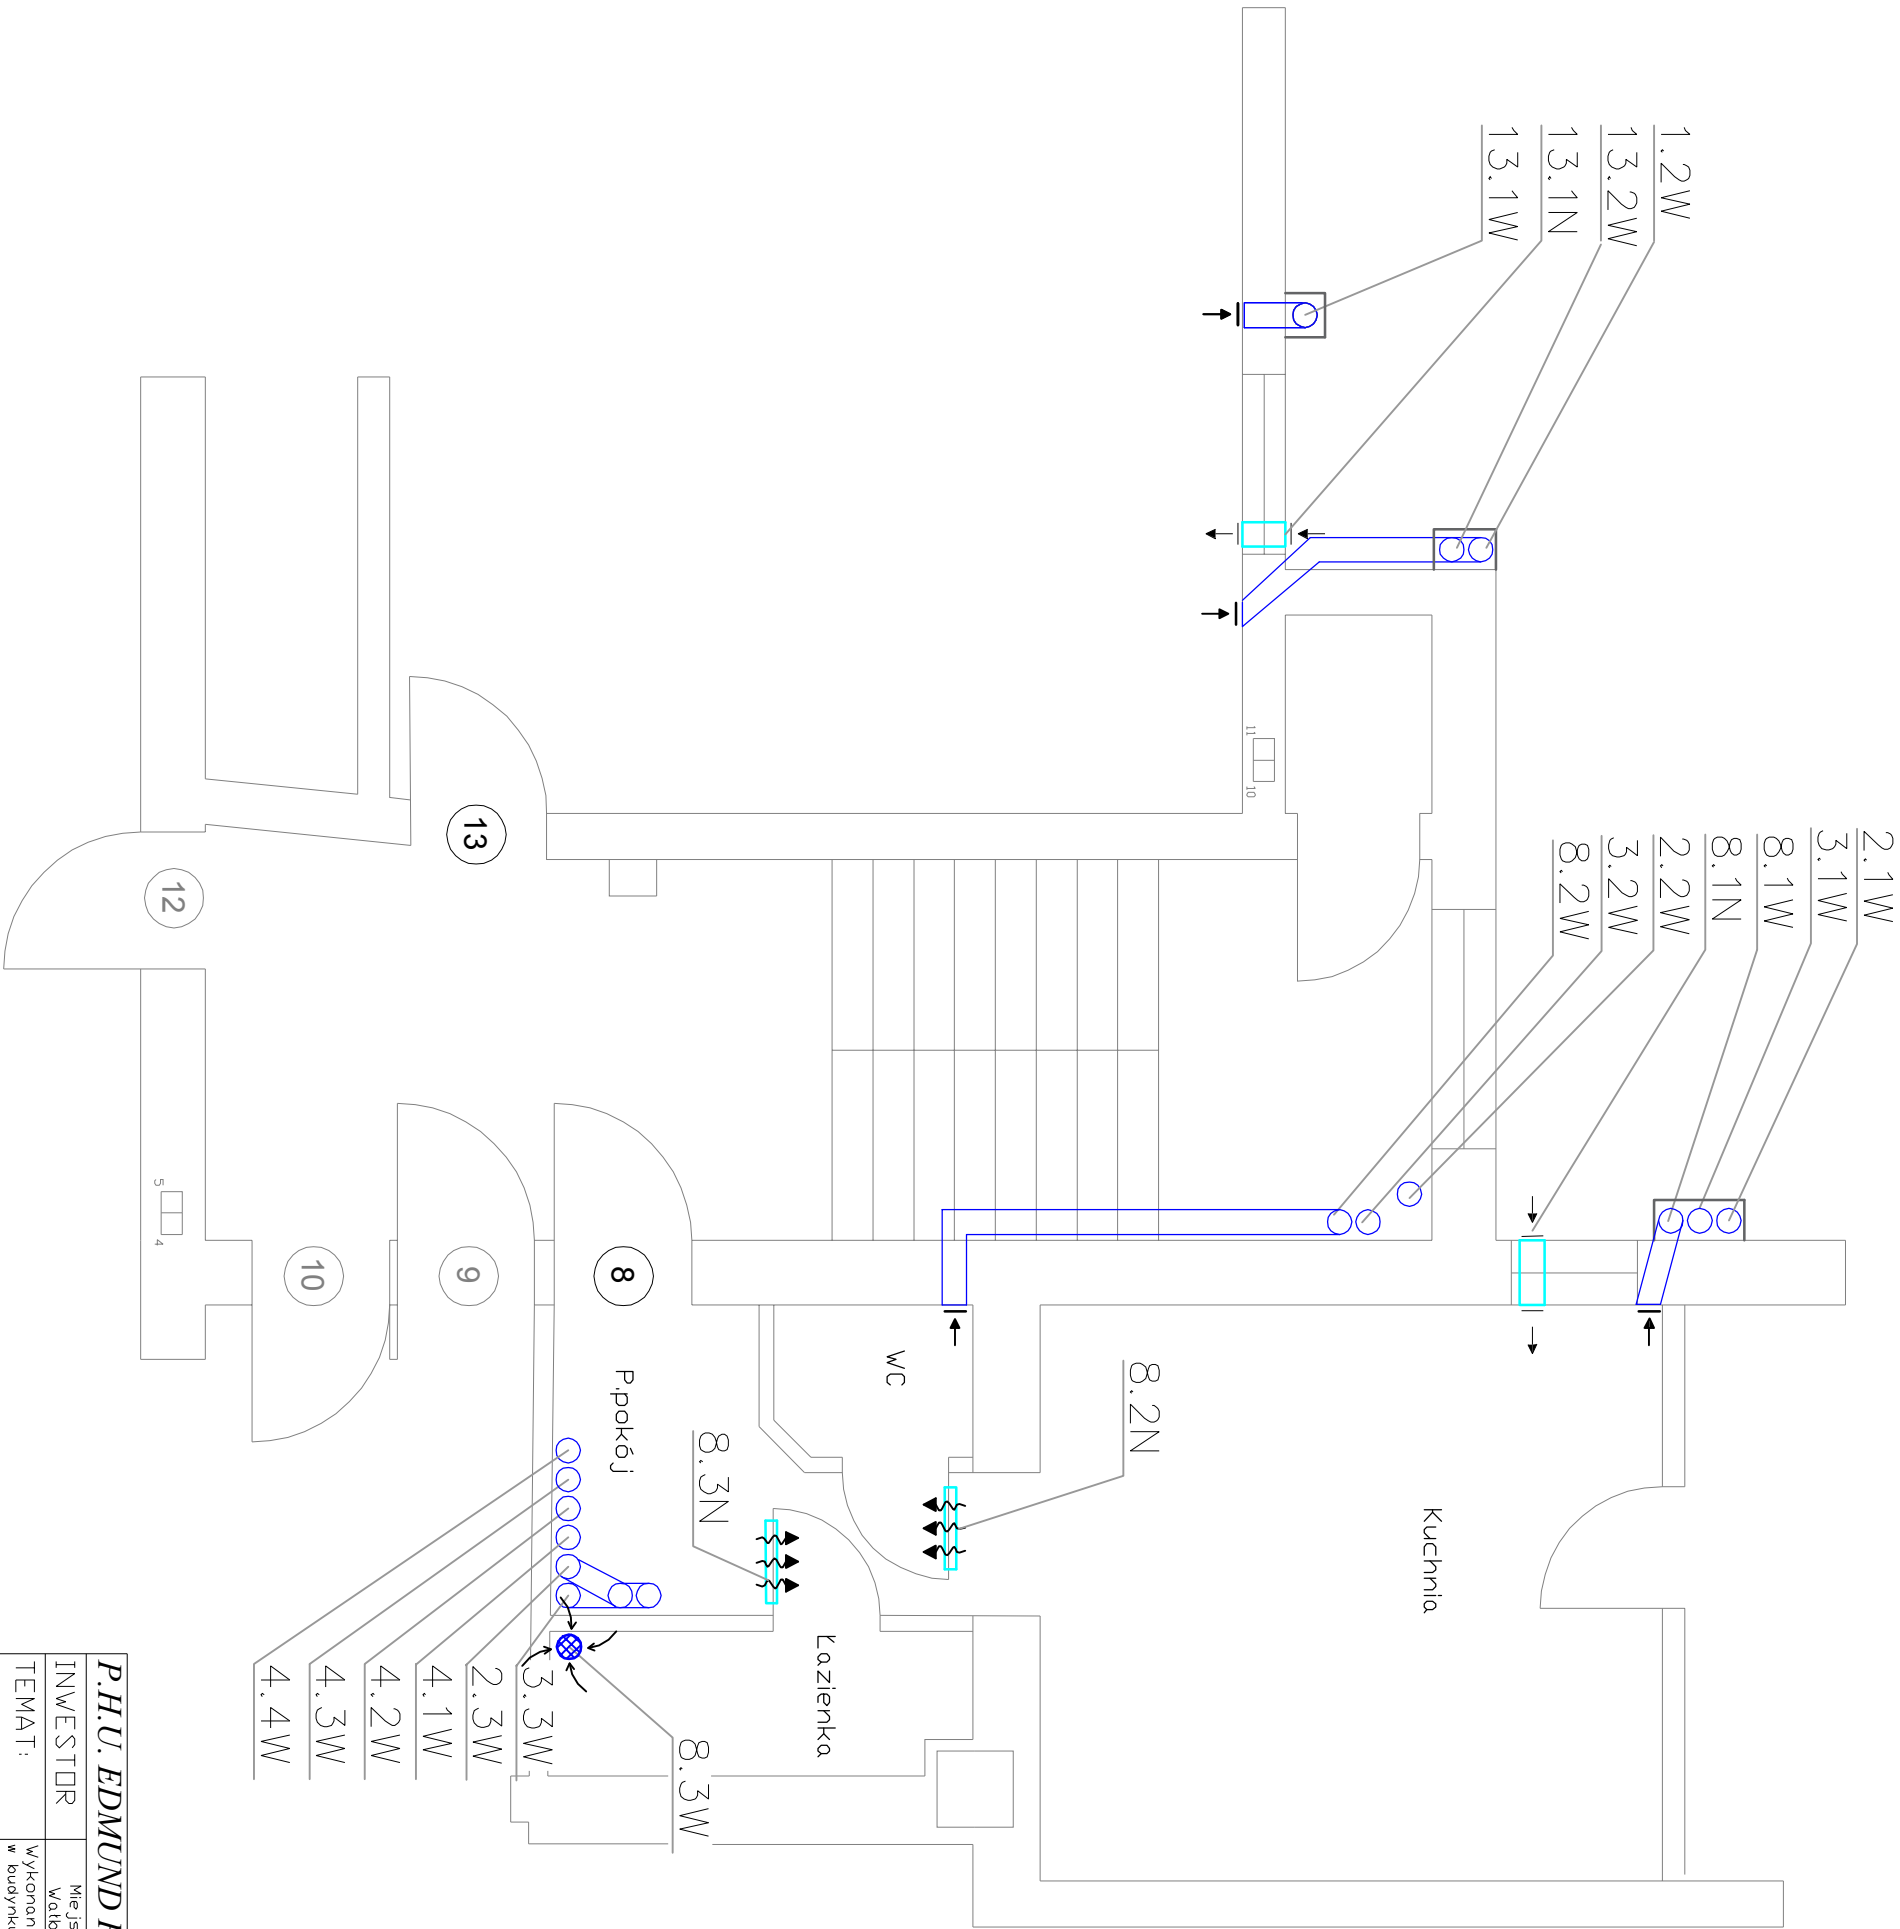 1.2W
13.2W
13.1N
13.1W
2.1W
3.1W
8.1W
8.1N
2.2W
3.2W
8.2W
11
10
13
12
5
4
10
9
8
WC
P.pokój
8.2N
8.3N
Kuchnia
Łazienka
3.3W
2.3W
4.1W
4.2W
4.3W
4.4W
8.3W
P.H.U. EDMUND
INWESTOR
TEMAT:
w